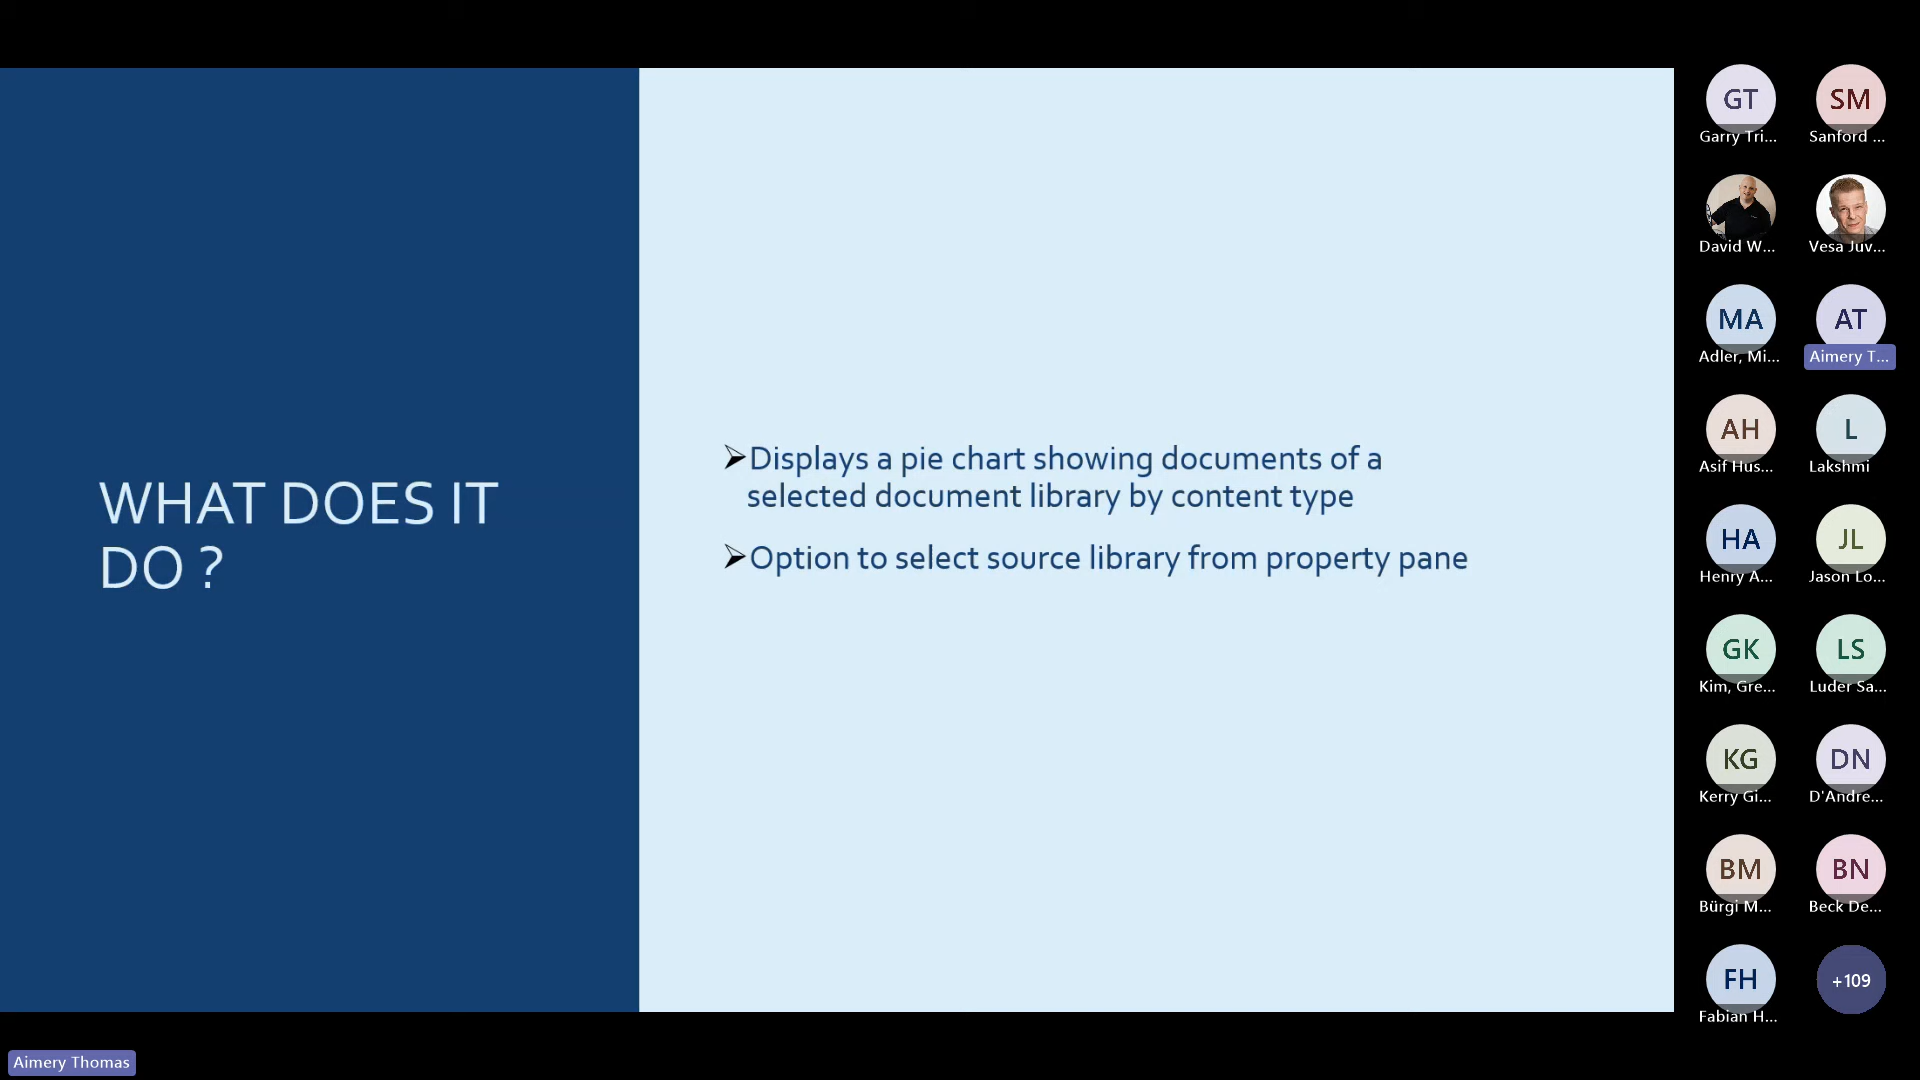 WHAT DOES IT
DO ?
➢Displays a pie chart showing documents of a
selected document library by content type
➢Option to select source library from property pane
GT
Garry Tri...
SM
Sanford ...
David W...
Vesa Juv...
MA
Adler, Mi...
AT
Aimery T...
AH
Asif Hus...
L
Lakshmi
HA
Henry A...
JL
Jason Lo...
GK
Kim, Gre...
LS
Luder Sa...
KG
Kerry Gi...
DN
D'Andre...
BM
Bürgi M...
BN
Beck De...
FH
Fabian H...
+109
Aimery Thomas